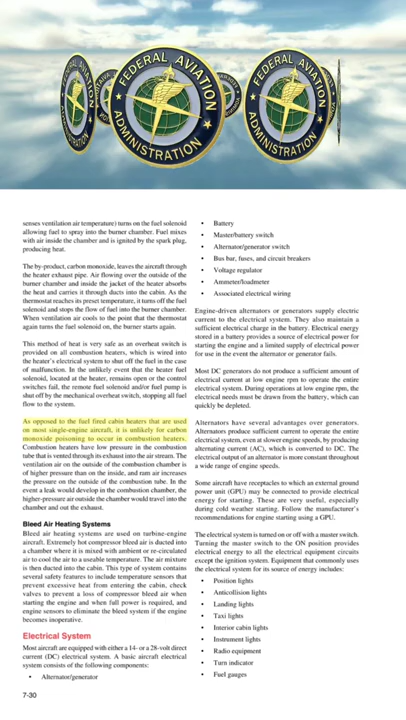 FEDERAL AVIATION
ADMINISTRATION
FEDERAL AVIATION
ADMINISTRATION
senses ventilation air temperature) turns on the fuel solenoid
allowing fuel to spray into the burner chamber. Fuel mixes
with air inside the chamber and is ignited by the spark plug,
producing heat.
The by-product, carbon monoxide, leaves the aircraft through
the heater exhaust pipe. Air flowing over the outside of the
burner chamber and inside the jacket of the heater absorbs
the heat and carries it through ducts into the cabin. As the
thermostat reaches its preset temperature, it turns off the fuel
solenoid and stops the flow of fuel into the burner chamber.
When ventilation air cools to the point that the thermostat
again turns the fuel solenoid on, the burner starts again.
This method of heat is very safe as an overheat switch is
provided on all combustion heaters, which is wired into
the heater's electrical system to shut off the fuel in the case
of malfunction. In the unlikely event that the heater fuel
solenoid, located at the heater, remains open or the control
switches fail, the remote fuel solenoid and/or fuel pump is
shut off by the mechanical overheat switch, stopping all fuel
flow to the system.
As opposed to the fuel fired cabin heaters that are used
on most single-engine aircraft, it is unlikely for carbon
monoxide poisoning to occur in combustion heaters.
Combustion heaters have low pressure in the combustion
tube that is vented through its exhaust into the air stream. The
ventilation air on the outside of the combustion chamber is
of higher pressure than on the inside, and ram air increases
the pressure on the outside of the combustion tube. In the
event a leak would develop in the combustion chamber, the
higher-pressure air outside the chamber would travel into the
chamber and out the exhaust.
Bleed Air Heating Systems
Bleed air heating systems are used on turbine-engine
aircraft. Extremely hot compressor bleed air is ducted into
a chamber where it is mixed with ambient or re-circulated
air to cool the air to a useable temperature. The air mixture
is then ducted into the cabin. This type of system contains
several safety features to include temperature sensors that
prevent excessive heat from entering the cabin, check
valves to prevent a loss of compressor bleed air when
starting the engine and when full power is required, and
engine sensors to eliminate the bleed system if the engine
becomes inoperative.
Electrical System
Most aircraft are equipped with either a 14- or a 28-volt direct
current (DC) electrical system. A basic aircraft electrical
system consists of the following components:
• Alternator/generator
• Battery
• Master/battery switch
• Alternator/generator switch
• Bus bar, fuses, and circuit breakers
• Voltage regulator
• Ammeter/loadmeter
• Associated electrical wiring
Engine-driven alternators or generators supply electric
current to the electrical system. They also maintain a
sufficient electrical charge in the battery. Electrical energy
stored in a battery provides a source of electrical power for
starting the engine and a limited supply of electrical power
for use in the event the alternator or generator fails.
Most DC generators do not produce a sufficient amount of
electrical current at low engine rpm to operate the entire
electrical system. During operations at low engine rpm, the
electrical needs must be drawn from the battery, which can
quickly be depleted.
Alternators have several advantages over generators.
Alternators produce sufficient current to operate the entire
electrical system, even at slower engine speeds, by producing
alternating current (AC), which is converted to DC. The
electrical output of an alternator is more constant throughout
a wide range of engine speeds.
Some aircraft have receptacles to which an external ground
power unit (GPU) may be connected to provide electrical
energy for starting. These are very useful, especially
during cold weather starting. Follow the manufacturer's
recommendations for engine starting using a GPU.
The electrical system is turned on or off with a master switch.
Turning the master switch to the ON position provides
electrical energy to all the electrical equipment circuits
except the ignition system. Equipment that commonly uses
the electrical system for its source of energy includes:
• Position lights
• Anticollision lights
• Landing lights
• Taxi lights
• Interior cabin lights
• Instrument lights
• Radio equipment
• Turn indicator
• Fuel gauges
7-30